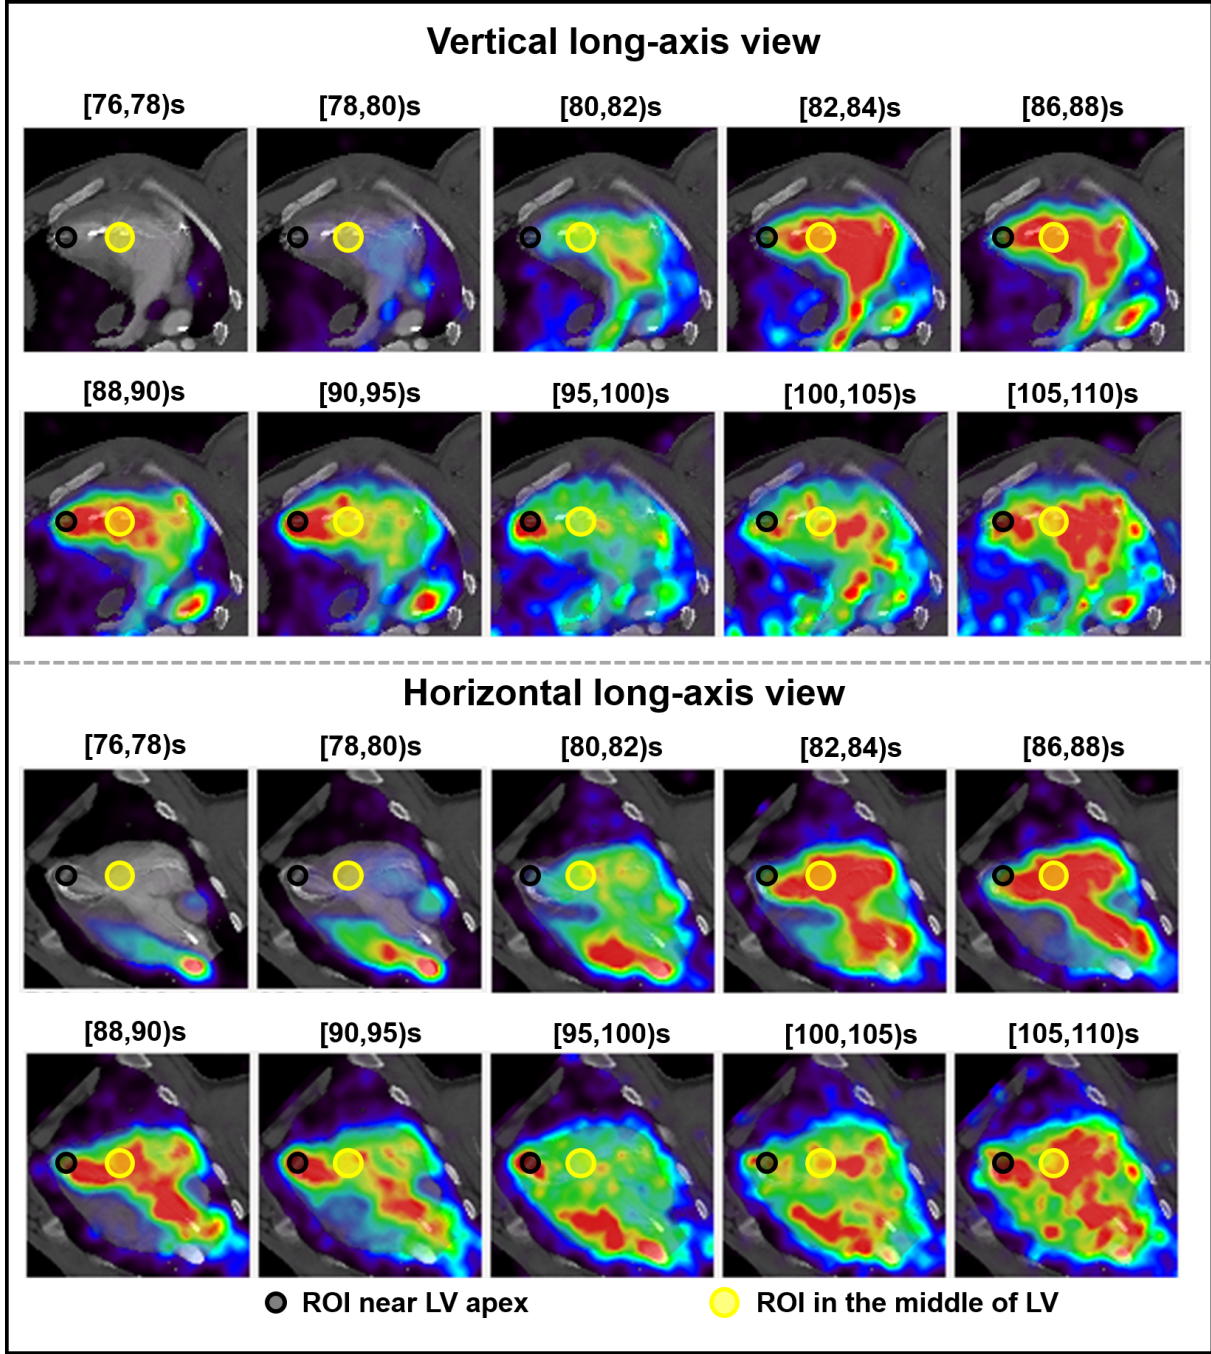 Vertical long-axis view
[76,78)s [78,80)s [80,82)s [82,84)s [86,88)s
[88,90)s [90,95)s [95,100)s [100,105)s [105,110)s
Horizontal long-axis view
[76,78)s [78,80)s [80,82)s [82,84)s [86,88)s
[88,90)s [90,95)s [95,100)s [100,105)s [105,110)s
ROI near LV apex ROI in the middle of LV